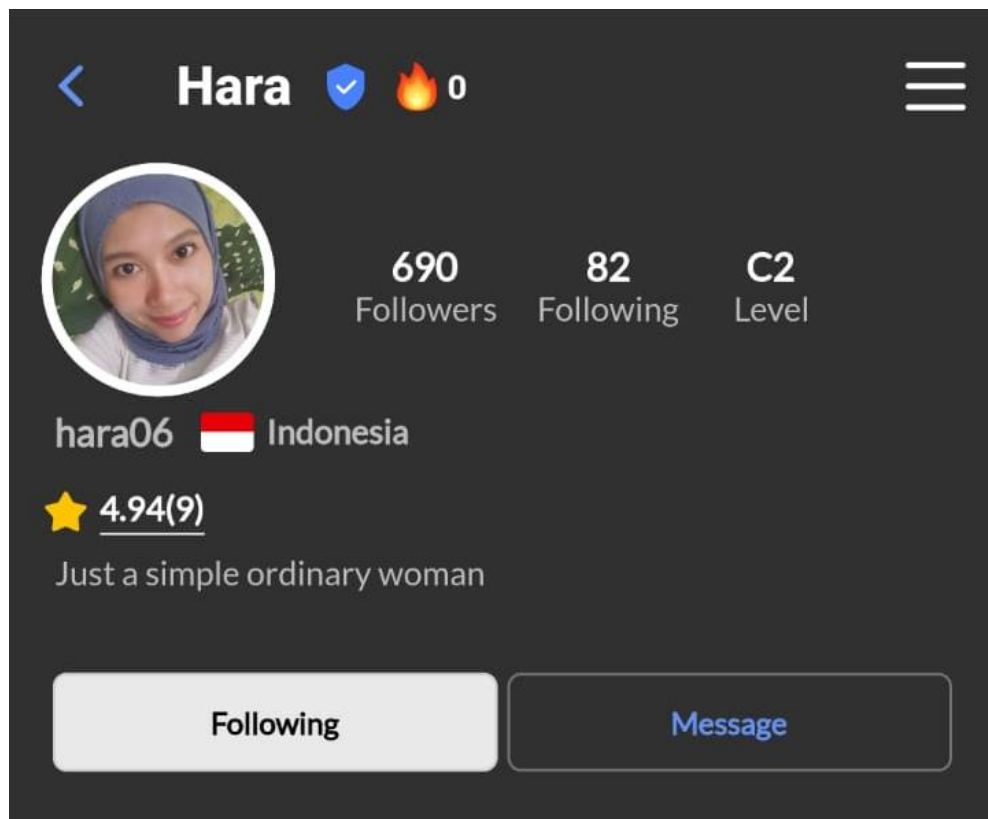 Hara 0
690 82 C2
Followers Following Level
hara06 Indonesia
4.94(9)
Just a simple ordinary woman
Following Message